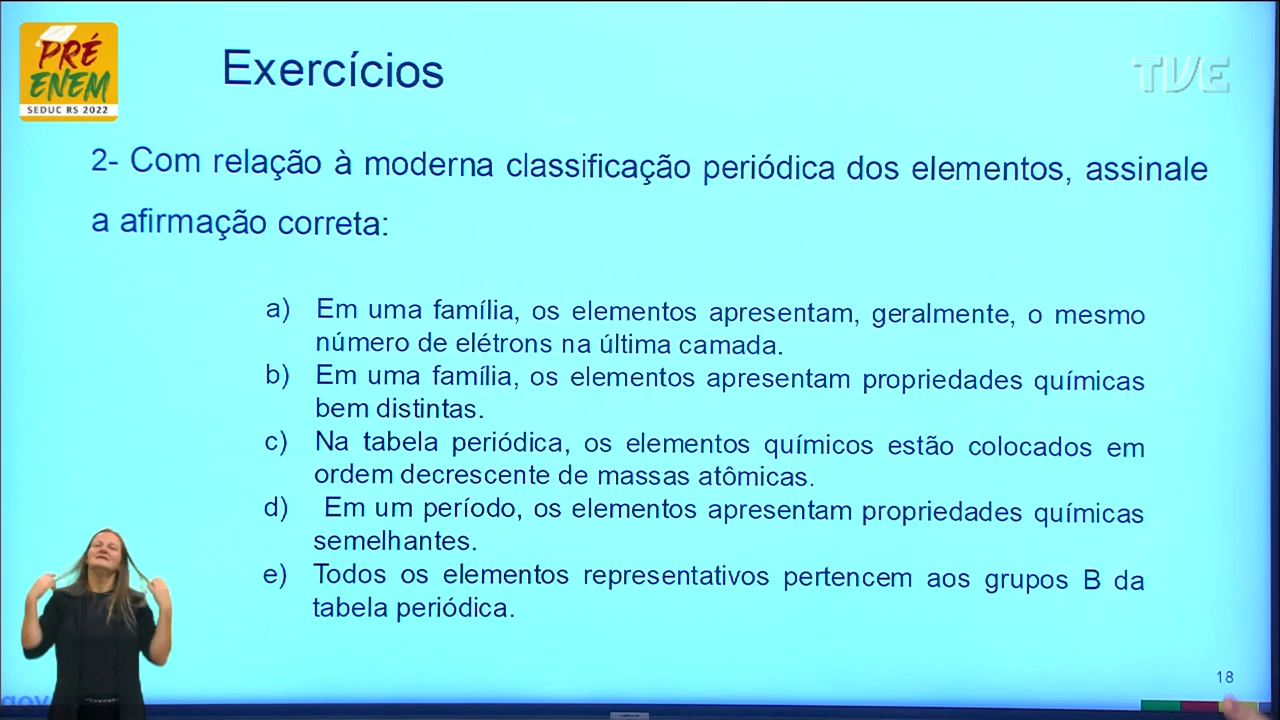 PRÉ
ENEM
SEDUC RS 2022
Exercícios
TVE
2- Com relação à moderna classificação periódica dos elementos, assinale
a afirmação correta:
a) Em uma família, os elementos apresentam, geralmente, o mesmo
número de elétrons na última camada.
b) Em uma família, os elementos apresentam propriedades químicas
bem distintas.
c) Na tabela periódica, os elementos químicos estão colocados em
ordem decrescente de massas atômicas.
d) Em um período, os elementos apresentam propriedades químicas
semelhantes.
e) Todos os elementos representativos pertencem aos grupos B da
tabela periódica.
18
gov